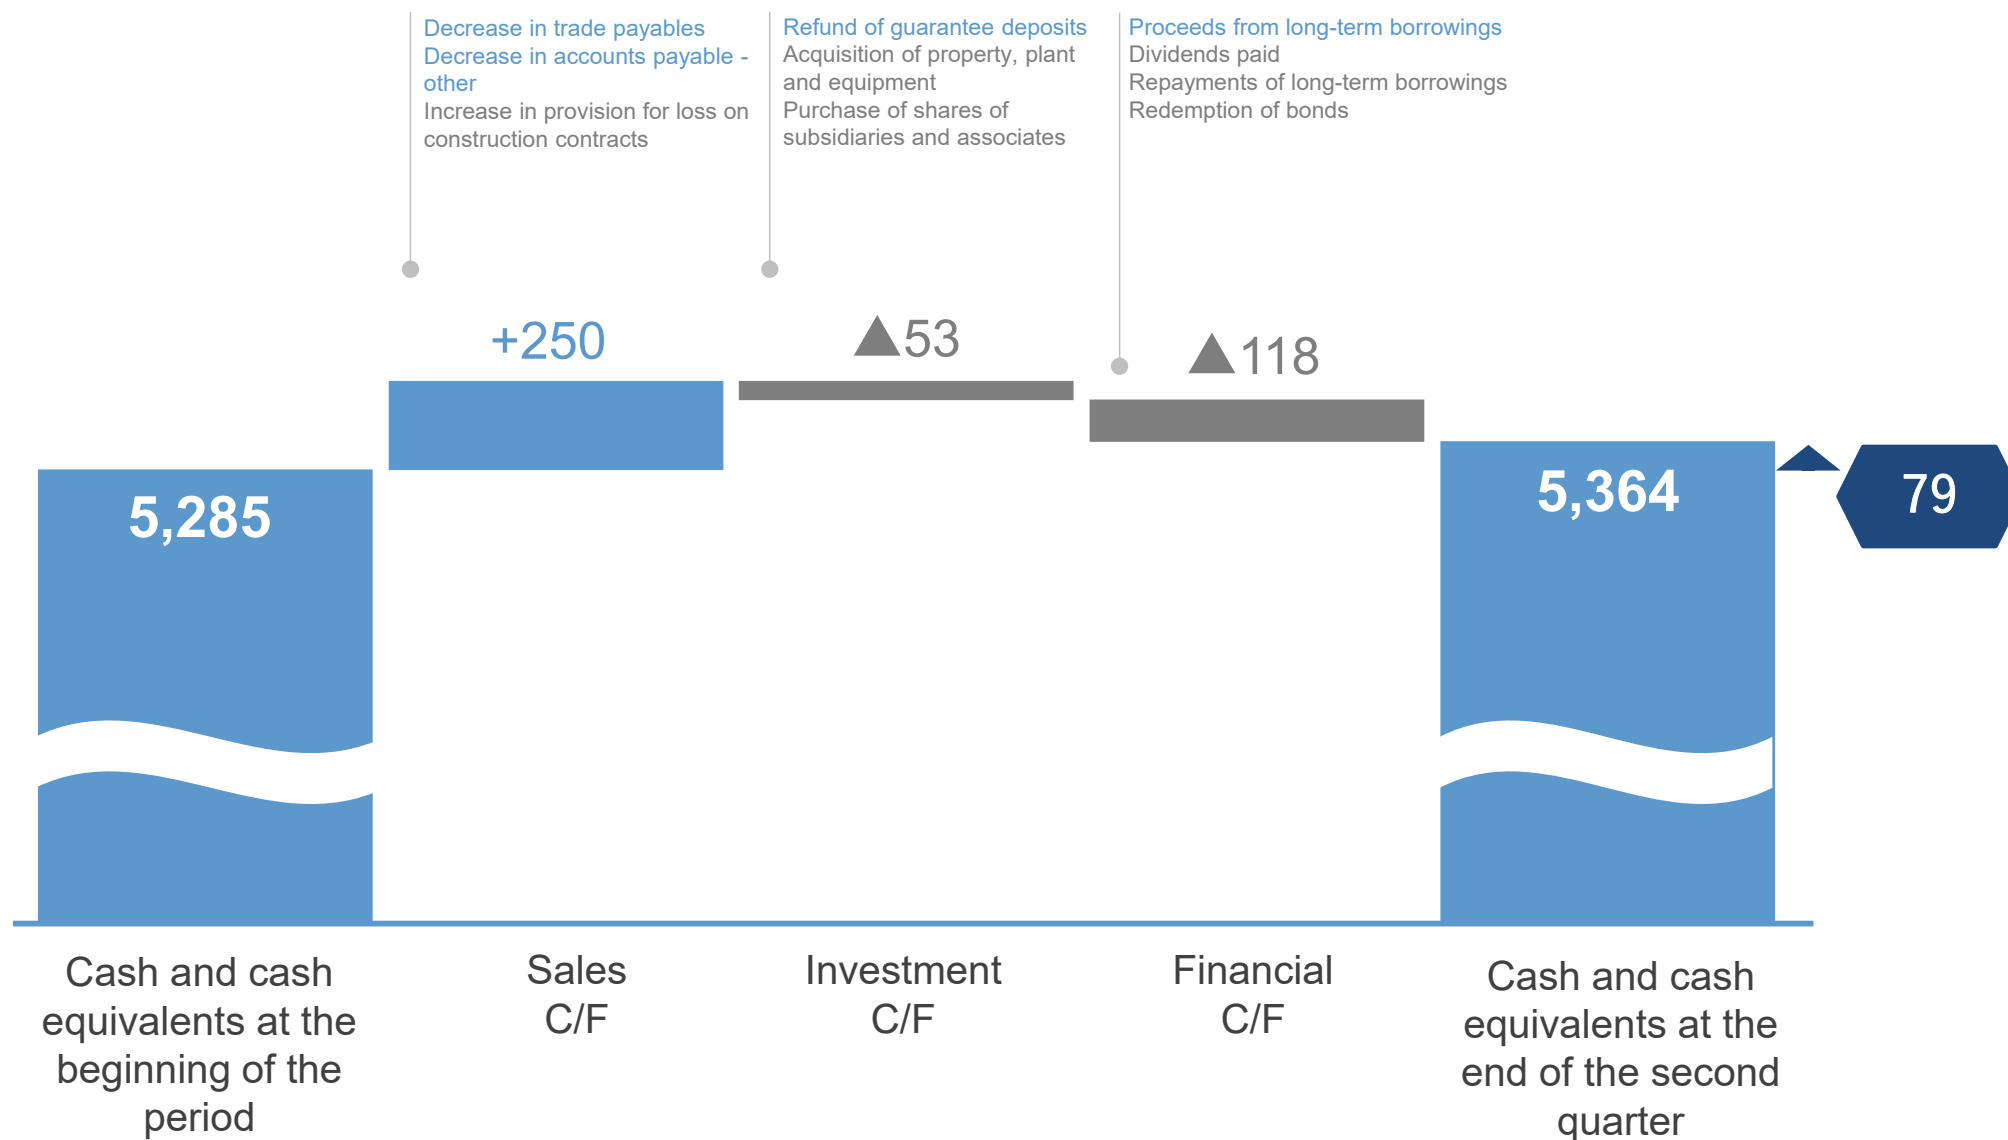 Decrease in trade payables
Decrease in accounts payable -
other
Increase in provision for loss on
construction contracts
Refund of guarantee deposits
Acquisition of property, plant
and equipment
Purchase of shares of
subsidiaries and associates
Proceeds from long-term borrowings
Dividends paid
Repayments of long-term borrowings
Redemption of bonds
+250
▲53
▲118
5,285
5,364
79
Cash and cash
equivalents at the
beginning of the
period
Sales
C/F
Investment
C/F
Financial
C/F
Cash and cash
equivalents at the
end of the second
quarter